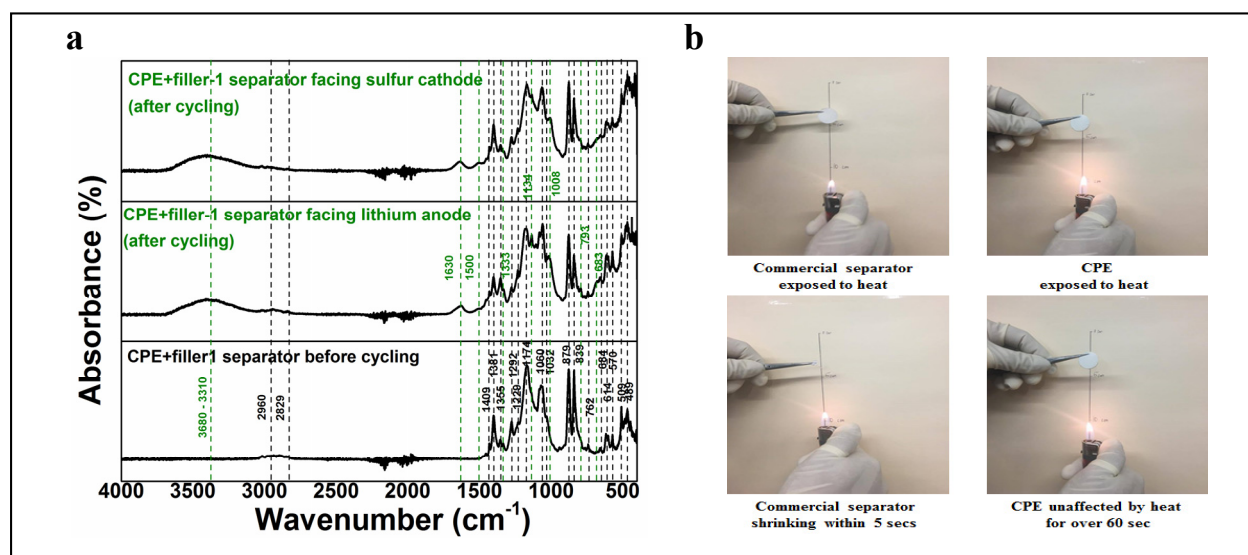 a
b
CPE+filler-1 separator facing sulfur cathode
(after cycling)
1134
1008
CPE+filler-1 separator facing lithium anode
(after cycling)
1630
1500
1333
793
683
CPE+filler1 separator before cycling
3680 - 3310
2960
2829
1409
1381
1355
1292
1229
1174
1060
1032
879
839
762
684
614
570
509
489
Absorbance (%)
4000 3500 3000 2500 2000 1500 1000 500
Wavenumber (cm⁻¹)
Commercial separator
exposed to heat
CPE
exposed to heat
Commercial separator
shrinking within 5 secs
CPE unaffected by heat
for over 60 sec